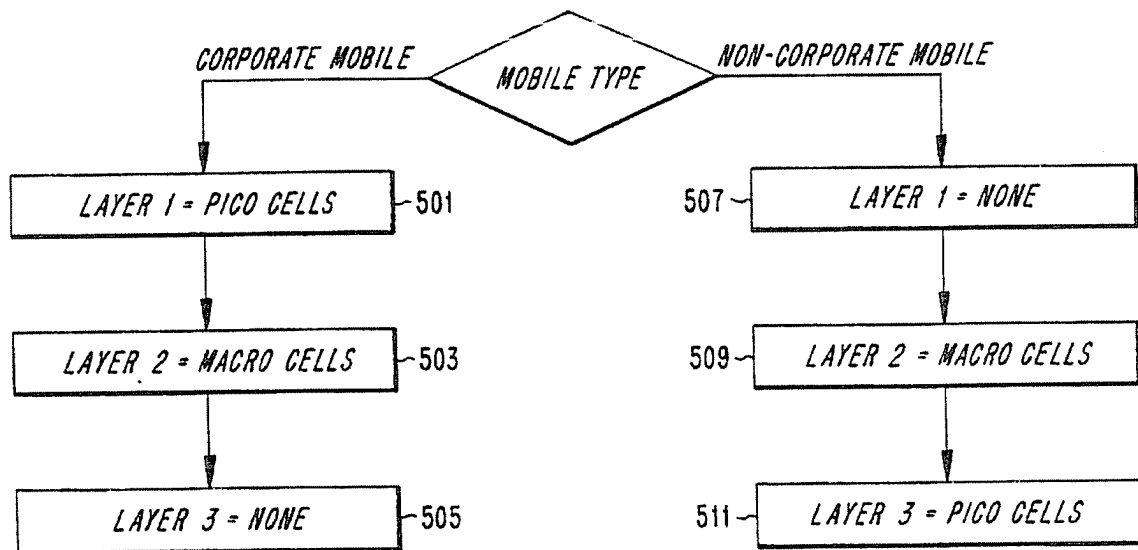 CORPORATE MOBILE
MOBILE TYPE
NON-CORPORATE MOBILE
LAYER 1 = PICO CELLS
501
507
LAYER 1 = NONE
LAYER 2 = MACRO CELLS
503
509
LAYER 2 = MACRO CELLS
LAYER 3 = NONE
505
511
LAYER 3 = PICO CELLS